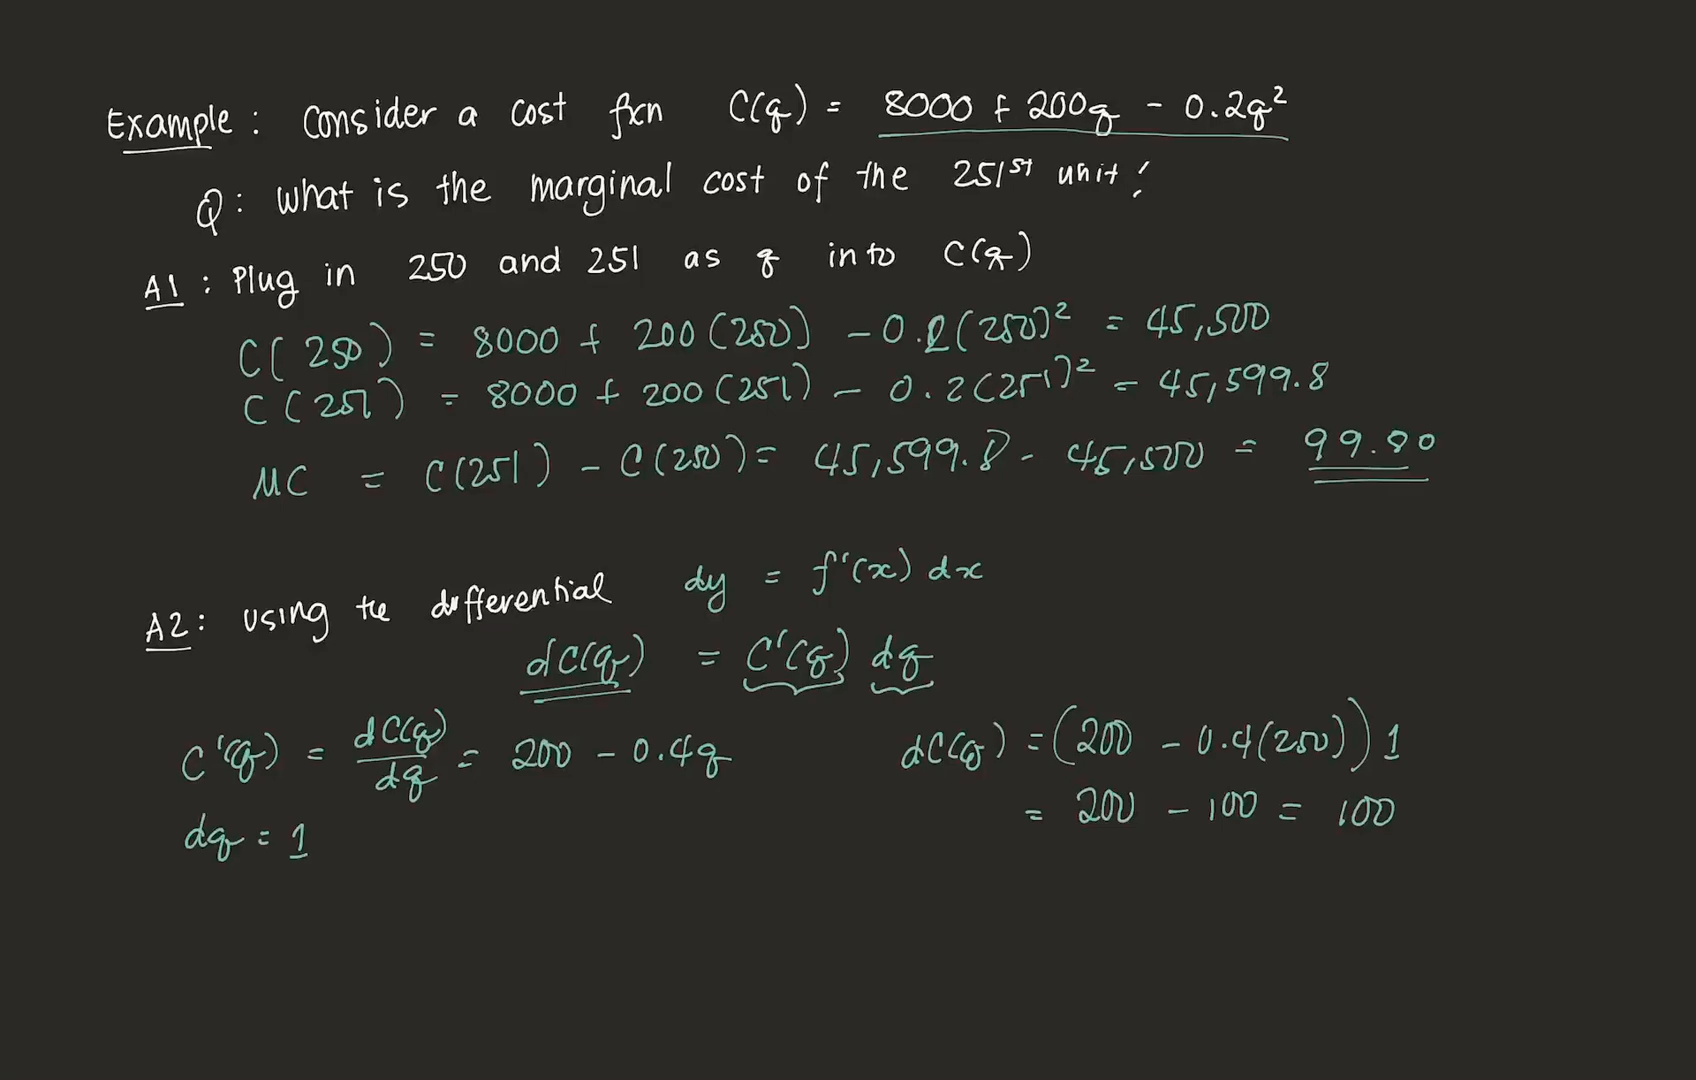 Example: Consider a cost fxn C(q) = 8000 + 200q - 0.2q²
Q: What is the marginal cost of the 251st unit?
A1: Plug in 250 and 251 as q into C(q)
C(250) = 8000 + 200(250) - 0.2(250)² = 45,500
C(251) = 8000 + 200(251) - 0.2(251)² = 45,599.8
MC = C(251) - C(250) = 45,599.8 - 45,500 = 99.80
A2: Using the differential dy = f'(x) dx
dC(q) = C'(q) dq
C'(q) = dC(q)/dq = 200 - 0.4q
dq = 1
dC(q) = (200 - 0.4(250)) 1
= 200 - 100 = 100